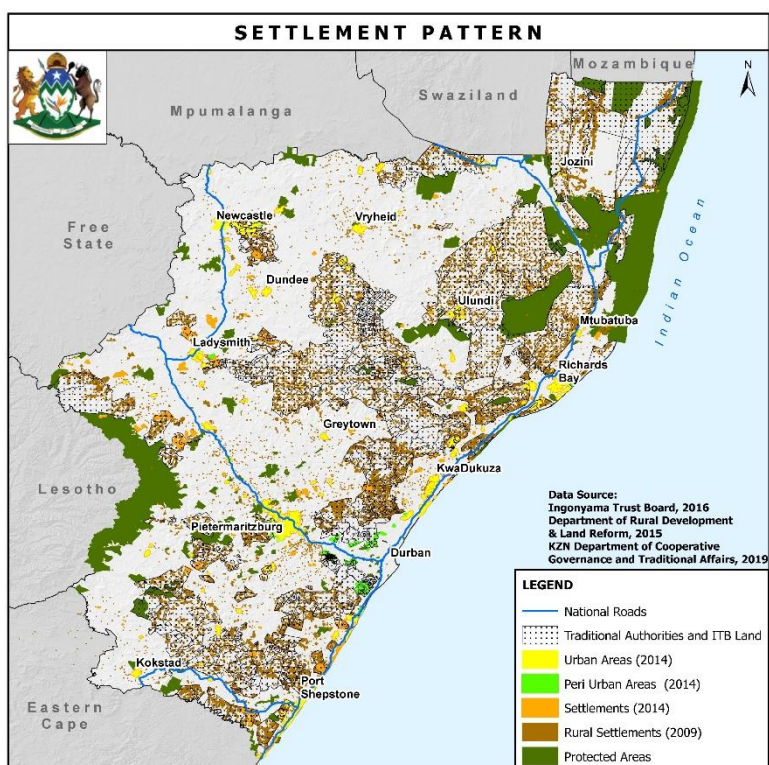 SETTLEMENT PATTERN
Mozambique
N
Swaziland
Mpumalanga
Jozini
Free
State
Newcastle
Vryheid
Indian Ocean
Dundee
Ulundi
Mtubatuba
Ladysmith
Richards
Bay
Greytown
KwaDukuza
Lesotho
Data Source:
Ingonyama Trust Board, 2016
Department of Rural Development
& Land Reform, 2015
KZN Department of Cooperative
Governance and Traditional Affairs, 2019
Pietermaritzburg
Durban
LEGEND
National Roads
Traditional Authorities and ITB Land
Urban Areas (2014)
Peri Urban Areas (2014)
Settlements (2014)
Rural Settlements (2009)
Protected Areas
Kokstad
Port
Shepstone
Eastern
Cape